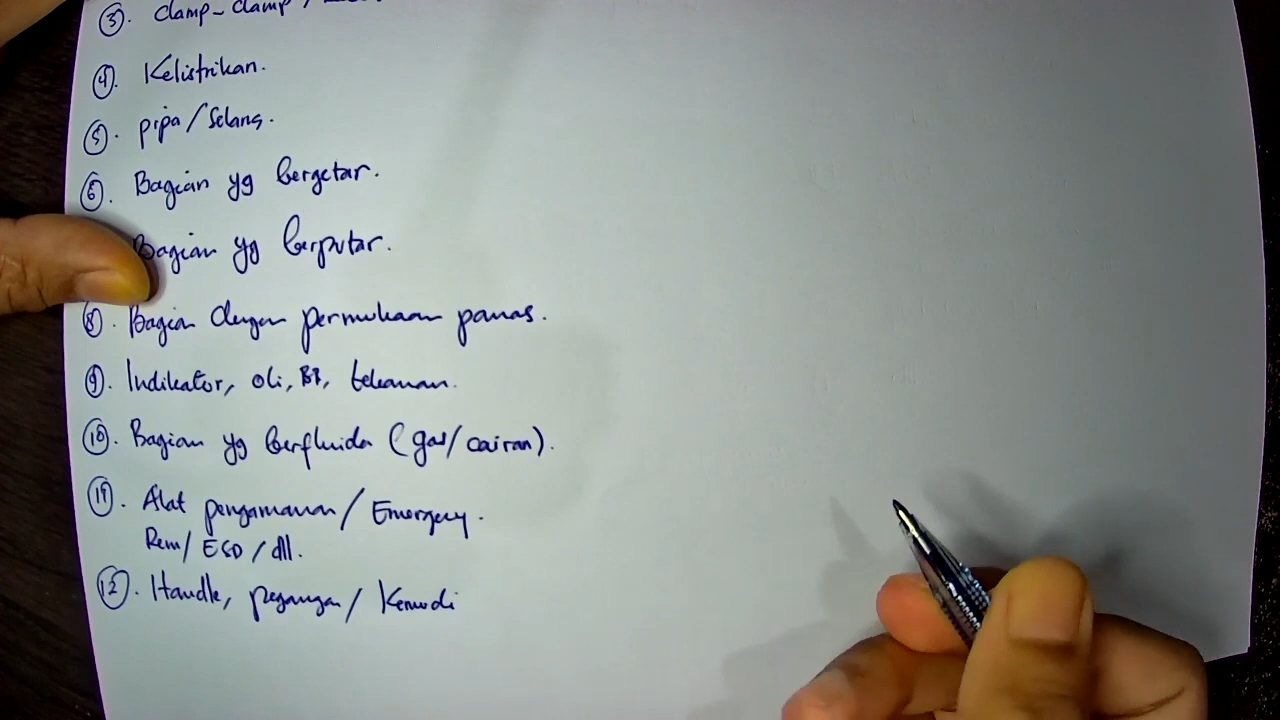 3. Clamp-Clamp /
4. Kelistrikan.
5. pipa/Selang.
6. Bagian yg bergetar.
Bagian yg berputar.
8. Bagian dengan permukaan panas.
9. Indikator, oli, BB, tekanan.
10. Bagian yg berfluida (gas/cairan).
11. Alat pengamanan/Emergency.
Rem/ESD/dll.
12. Handle, pegangan/Kemudi